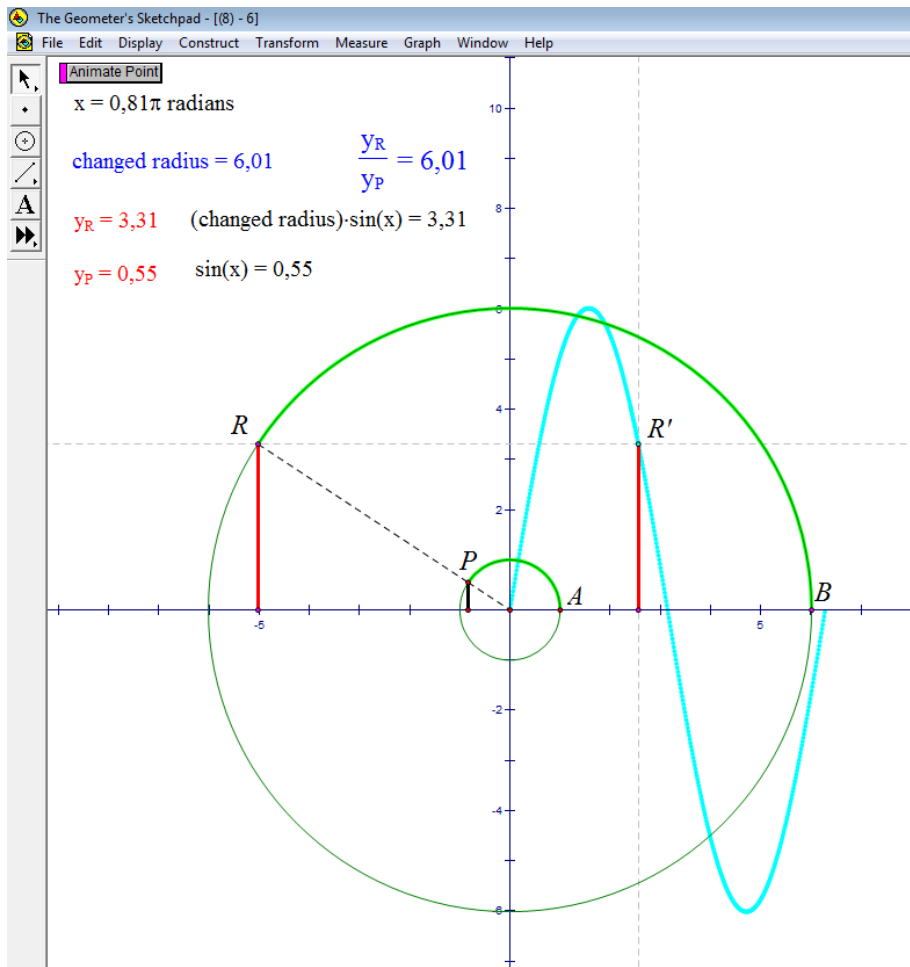 The Geometer's Sketchpad - [(8) - 6]
File Edit Display Construct Transform Measure Graph Window Help
Animate Point
x = 0,81π radians
changed radius = 6,01 yR/yP = 6,01
yR = 3,31 (changed radius)·sin(x) = 3,31
yP = 0,55 sin(x) = 0,55
A
10
8
6
4
2
-2
-4
-6
-5
5
R
R'
P
A
B